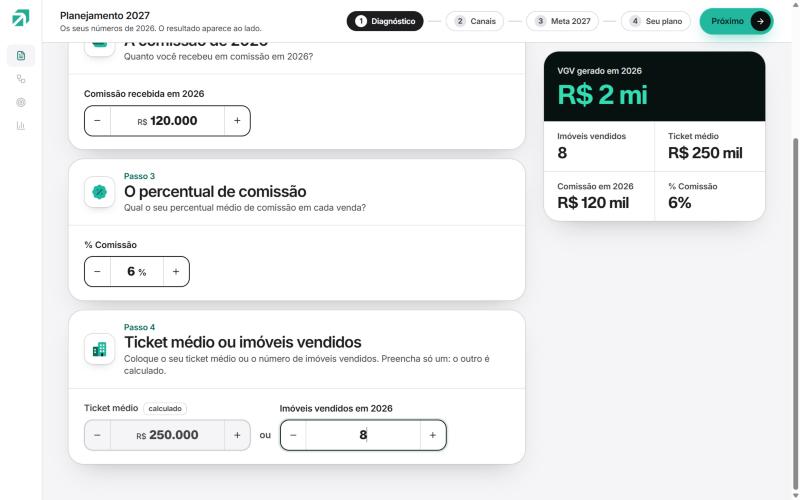 Planejamento 2027
Os seus números de 2026. O resultado aparece ao lado.
1 Diagnóstico
2 Canais
3 Meta 2027
4 Seu plano
Próximo
A comissão de 2026
Quanto você recebeu em comissão em 2026?
Comissão recebida em 2026
− R$ 120.000 +
Passo 3
O percentual de comissão
Qual o seu percentual médio de comissão em cada venda?
% Comissão
− 6 % +
Passo 4
Ticket médio ou imóveis vendidos
Coloque o seu ticket médio ou o número de imóveis vendidos. Preencha só um: o outro é
calculado.
Ticket médio calculado
− R$ 250.000 +
ou
Imóveis vendidos em 2026
− 8 +
VGV gerado em 2026
R$ 2 mi
Imóveis vendidos
8
Ticket médio
R$ 250 mil
Comissão em 2026
R$ 120 mil
% Comissão
6%